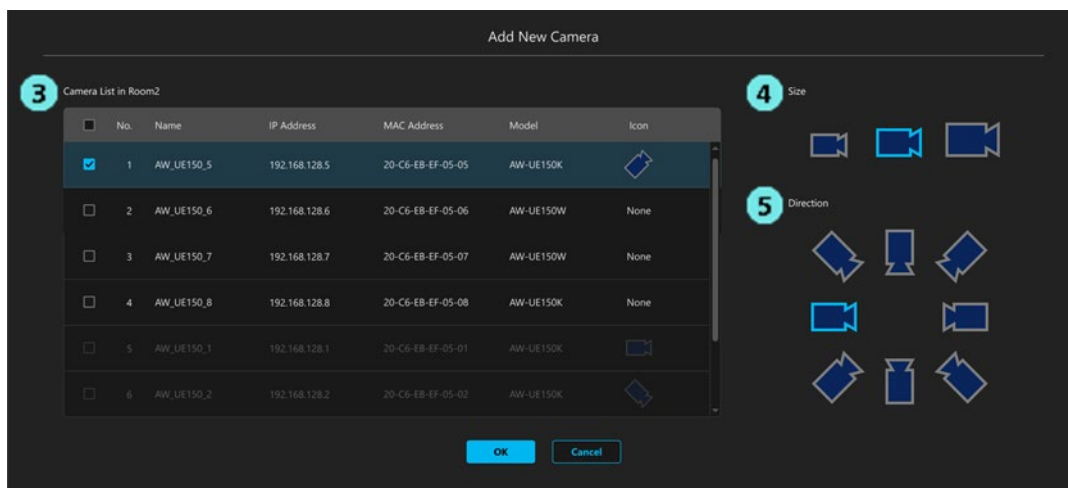 Add New Camera
3 Camera List in Room2
No. Name IP Address MAC Address Model Icon
1 AW_UE150_5 192.168.128.5 20-C6-EB-EF-05-05 AW-UE150K
2 AW_UE150_6 192.168.128.6 20-C6-EB-EF-05-06 AW-UE150W None
3 AW_UE150_7 192.168.128.7 20-C6-EB-EF-05-07 AW-UE150W None
4 AW_UE150_8 192.168.128.8 20-C6-EB-EF-05-08 AW-UE150K None
5 AW_UE150_1 192.168.128.1 20-C6-EB-EF-05-01 AW-UE150K
6 AW_UE150_2 192.168.128.2 20-C6-EB-EF-05-02 AW-UE150K
4 Size
5 Direction
OK Cancel